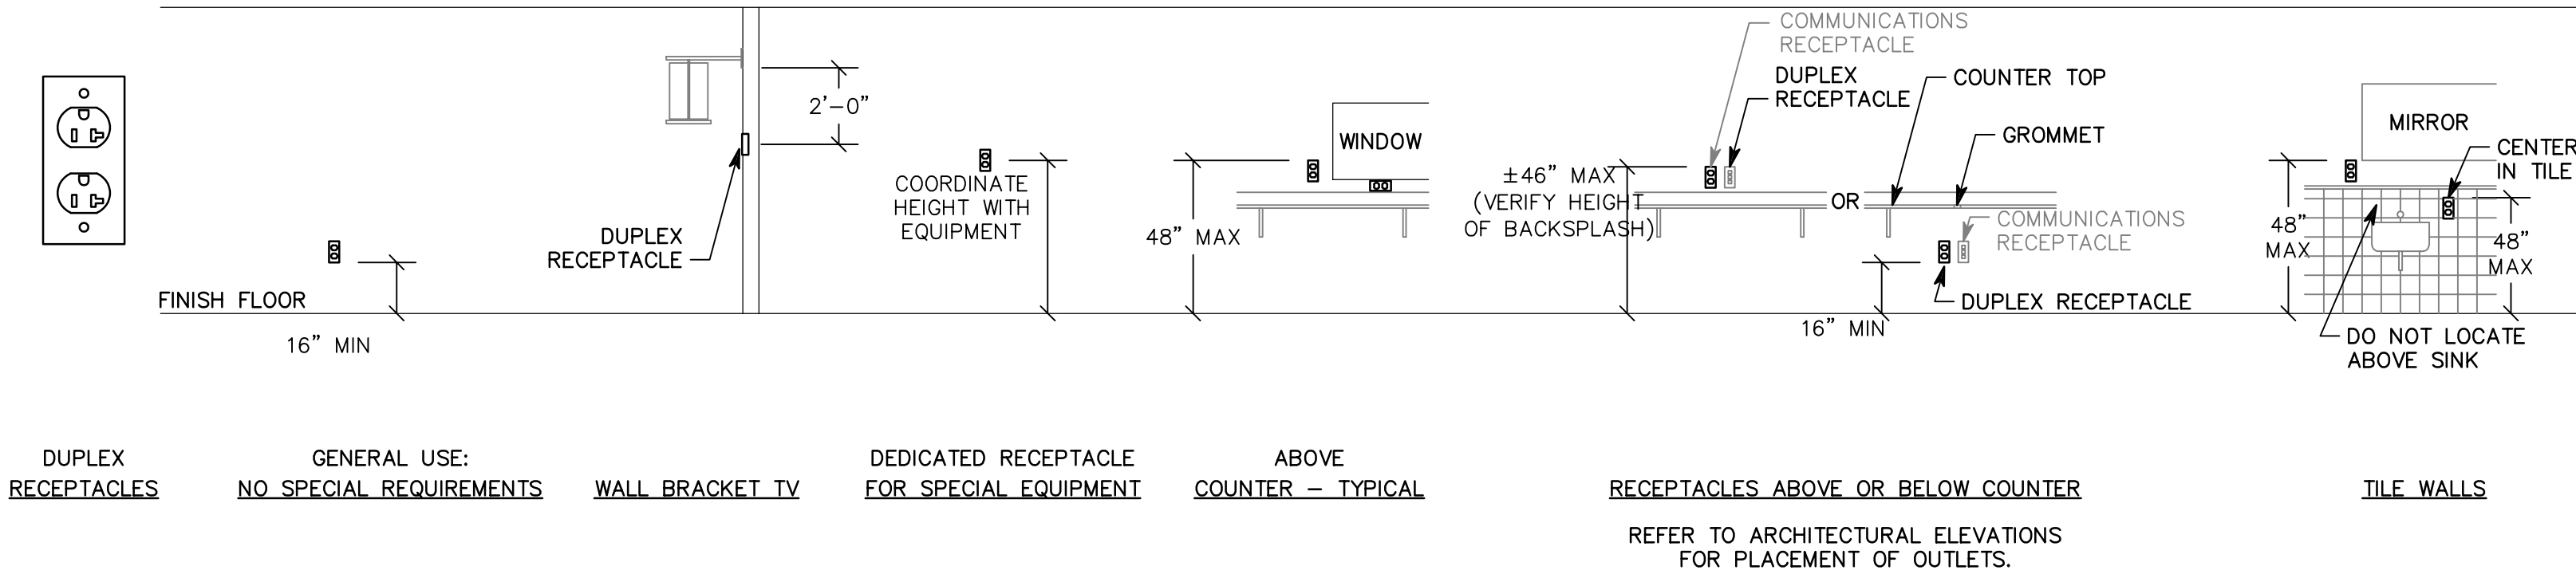 COMMUNICATIONS
RECEPTACLE
DUPLEX
RECEPTACLE
COUNTER TOP
2'-0"
MIRROR
WINDOW
GROMMET
CENTER
IN TILE
COORDINATE
HEIGHT WITH
EQUIPMENT
±46" MAX
(VERIFY HEIGHT
OF BACKSPLASH)
OR
48" MAX
COMMUNICATIONS
RECEPTACLE
48"
MAX
48"
MAX
DUPLEX
RECEPTACLE
FINISH FLOOR
DUPLEX RECEPTACLE
16" MIN
16" MIN
DO NOT LOCATE
ABOVE SINK
DUPLEX
RECEPTACLES
GENERAL USE:
NO SPECIAL REQUIREMENTS
WALL BRACKET TV
DEDICATED RECEPTACLE
FOR SPECIAL EQUIPMENT
ABOVE
COUNTER – TYPICAL
RECEPTACLES ABOVE OR BELOW COUNTER
REFER TO ARCHITECTURAL ELEVATIONS
FOR PLACEMENT OF OUTLETS.
TILE WALLS